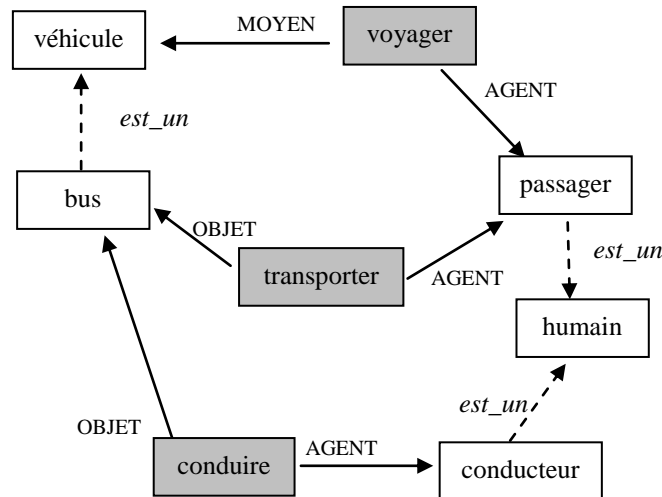 véhicule
MOYEN
voyager
AGENT
est_un
bus
passager
OBJET
transporter
AGENT
est_un
humain
est_un
OBJET
conduire
AGENT
conducteur